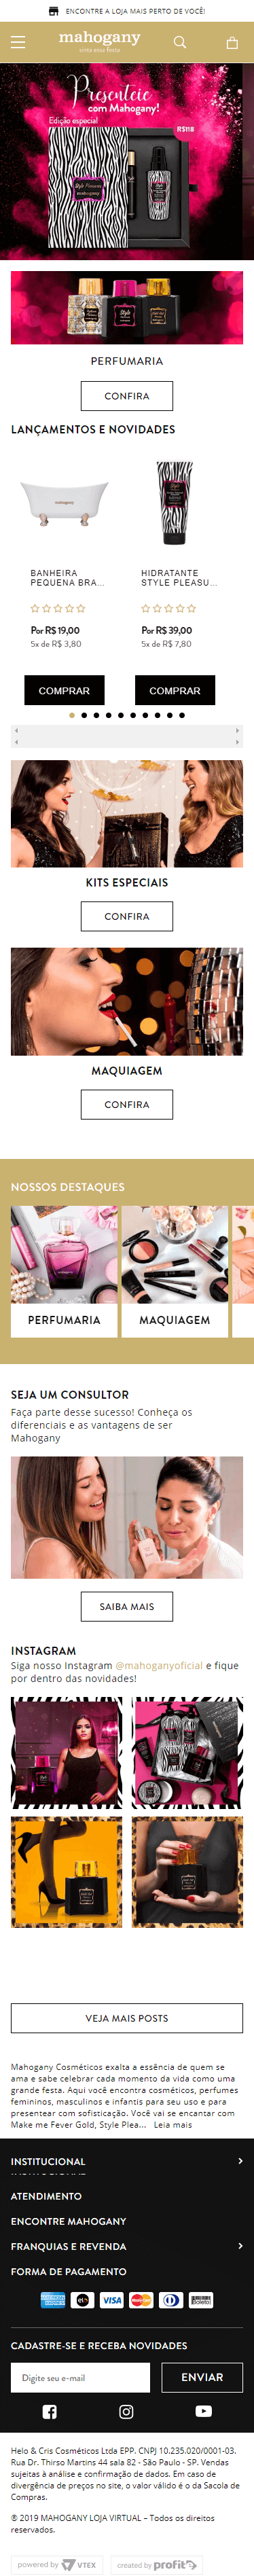 ENCONTRE A LOJA MAIS PERTO DE VOCÊ!
mahogany
sinta essa festa
Presenteie
com Mahogany!
Edição especial
R$118
Style Pleasure
mahogany
PERFUMARIA
CONFIRA
LANÇAMENTOS E NOVIDADES
mahogany
BANHEIRA
PEQUENA BRA...
Por R$ 19,00
5x de R$ 3,80
COMPRAR
HIDRATANTE
STYLE PLEASU...
Por R$ 39,00
5x de R$ 7,80
COMPRAR
KITS ESPECIAIS
CONFIRA
MAQUIAGEM
CONFIRA
NOSSOS DESTAQUES
PERFUMARIA
MAQUIAGEM
SEJA UM CONSULTOR
Faça parte desse sucesso! Conheça os
diferenciais e as vantagens de ser
Mahogany
SAIBA MAIS
INSTAGRAM
Siga nosso Instagram @mahoganyoficial e fique
por dentro das novidades!
VEJA MAIS POSTS
Mahogany Cosméticos exalta a essência de quem se
ama e sabe celebrar cada momento da vida como uma
grande festa. Aqui você encontra cosméticos, perfumes
femininos, masculinos e infantis para seu uso e para
presentear com sofisticação. Você vai se encantar com
Make me Fever Gold, Style Plea... Leia mais
INSTITUCIONAL
ATENDIMENTO
ENCONTRE MAHOGANY
FRANQUIAS E REVENDA
FORMA DE PAGAMENTO
elo
VISA
CADASTRE-SE E RECEBA NOVIDADES
Digite seu e-mail
ENVIAR
Helo & Cris Cosméticos Ltda EPP. CNPJ 10.235.020/0001-03.
Rua Dr. Thirso Martins 44 sala 82 - São Paulo - SP. Vendas
sujeitas à análise e confirmação de dados. Em caso de
divergência de preços no site, o valor válido é o da Sacola de
Compras.
® 2019 MAHOGANY LOJA VIRTUAL – Todos os direitos
reservados.
powered by VTEX
created by profite